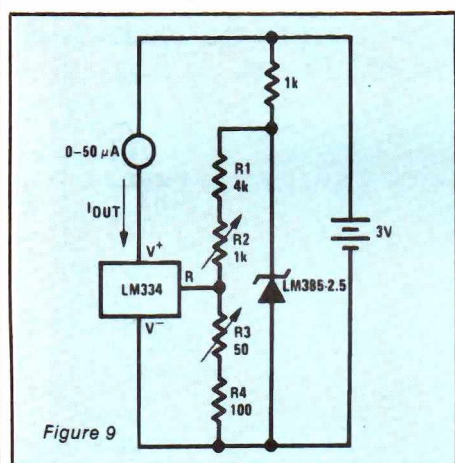 1k
0–50 µA
R1
4k
IOUT
V+
R2
1k
3V
R
LM385-2.5
LM334
V−
R3
50
R4
100
Figure 9